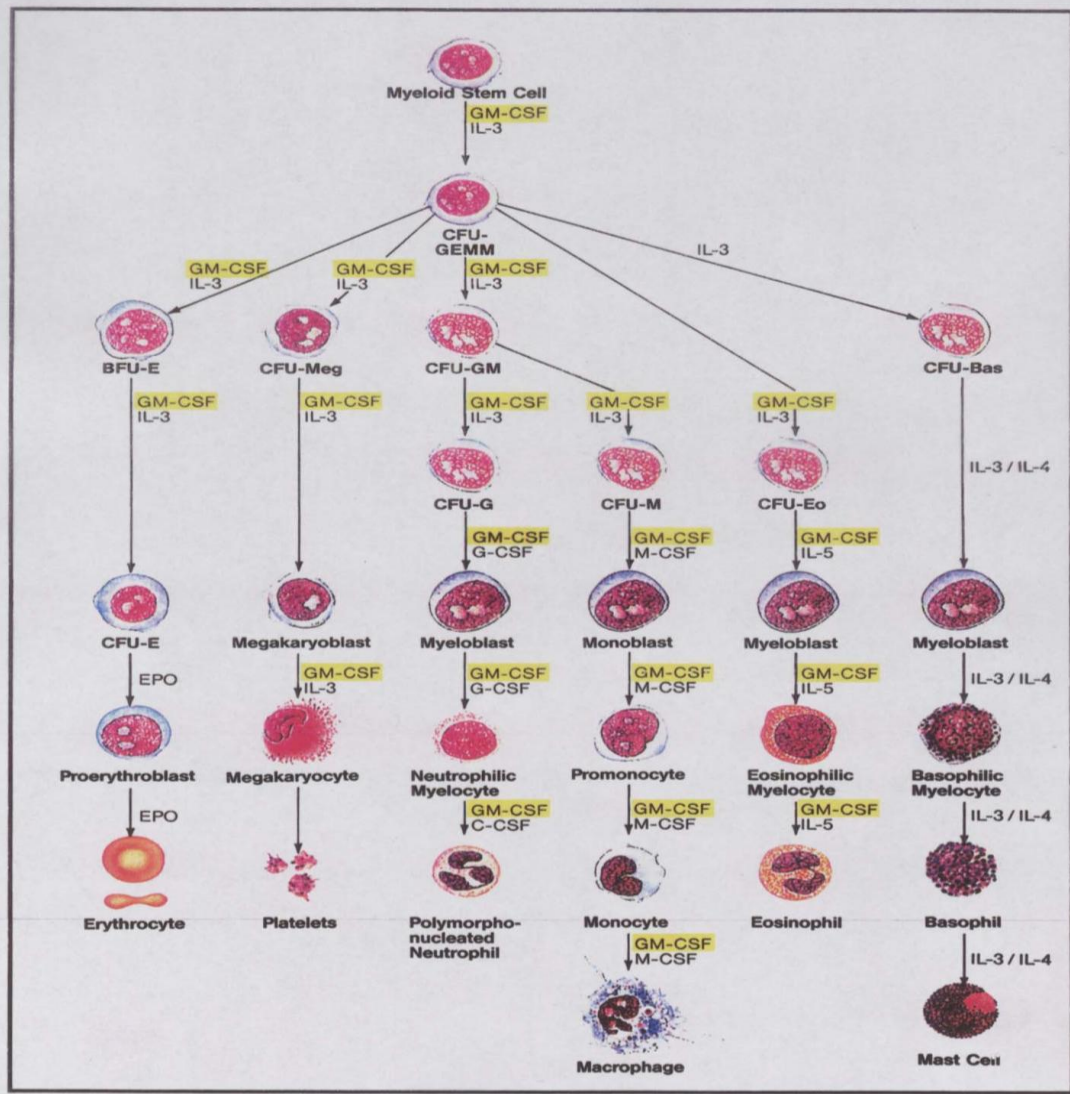 Myeloid Stem Cell
GM-CSF
IL-3
CFU-
GEMM
GM-CSF
IL-3
GM-CSF
IL-3
GM-CSF
IL-3
IL-3
BFU-E
CFU-Meg
CFU-GM
CFU-Bas
GM-CSF
IL-3
GM-CSF
IL-3
GM-CSF
IL-3
GM-CSF
IL-3
GM-CSF
IL-3
IL-3 / IL-4
CFU-G
CFU-M
CFU-Eo
GM-CSF
G-CSF
GM-CSF
M-CSF
GM-CSF
IL-5
CFU-E
Megakaryoblast
Myeloblast
Monoblast
Myeloblast
Myeloblast
EPO
GM-CSF
IL-3
GM-CSF
G-CSF
GM-CSF
M-CSF
GM-CSF
IL-5
IL-3 / IL-4
Proerythroblast
Megakaryocyte
Neutrophilic
Myelocyte
Promonocyte
Eosinophilic
Myelocyte
Basophilic
Myelocyte
EPO
GM-CSF
C-CSF
GM-CSF
M-CSF
GM-CSF
IL-5
IL-3 / IL-4
Erythrocyte
Platelets
Polymorpho-
nucleated
Neutrophil
Monocyte
Eosinophil
Basophil
GM-CSF
M-CSF
IL-3 / IL-4
Macrophage
Mast Cell